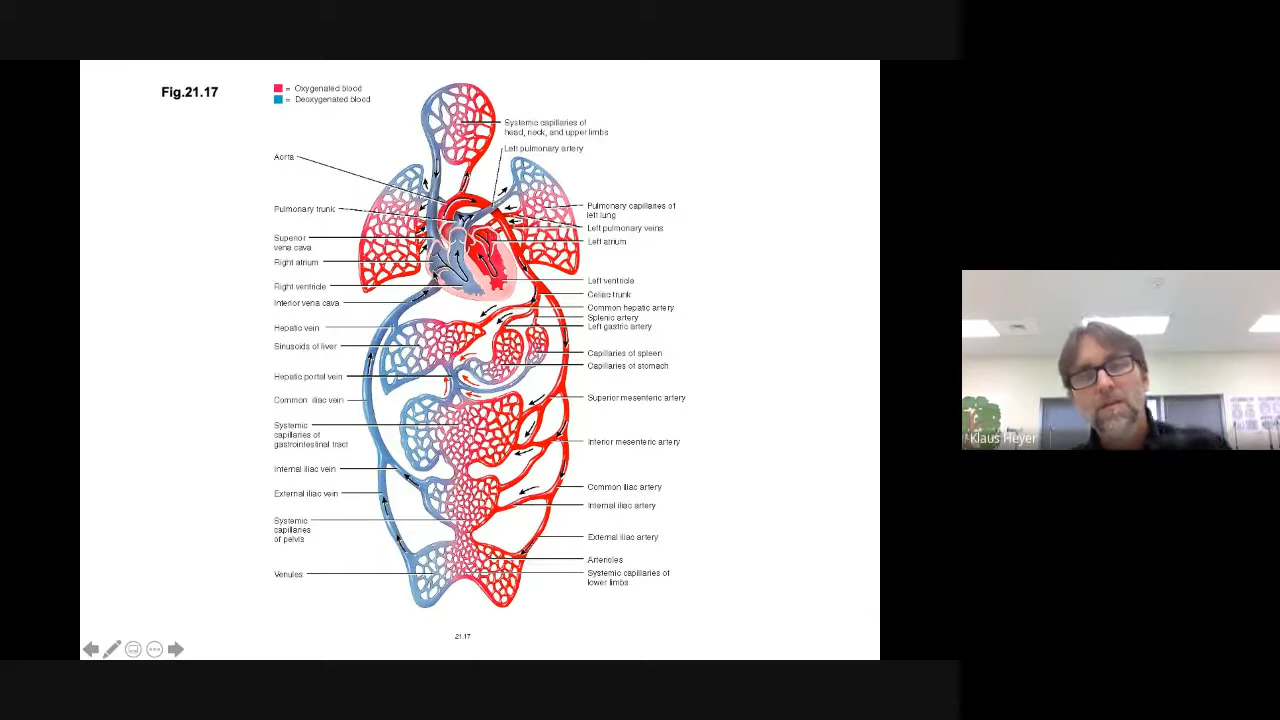 Fig.21.17
= Oxygenated blood
= Deoxygenated blood
Systemic capillaries of
head, neck, and upper limbs
Left pulmonary artery
Aorta
Pulmonary trunk
Superior
vena cava
Right atrium
Right ventricle
Inferior vena cava
Hepatic vein
Sinusoids of liver
Hepatic portal vein
Common iliac vein
Systemic
capillaries of
gastrointestinal tract
Internal iliac vein
External iliac vein
Systemic
capillaries
of pelvis
Venules
Pulmonary capillaries of
left lung
Left pulmonary veins
Left atrium
Left ventricle
Celiac trunk
Common hepatic artery
Splenic artery
Left gastric artery
Capillaries of spleen
Capillaries of stomach
Superior mesenteric artery
Inferior mesenteric artery
Common iliac artery
Internal iliac artery
External iliac artery
Arterioles
Systemic capillaries of
lower limbs
21.17
Klaus Heyer